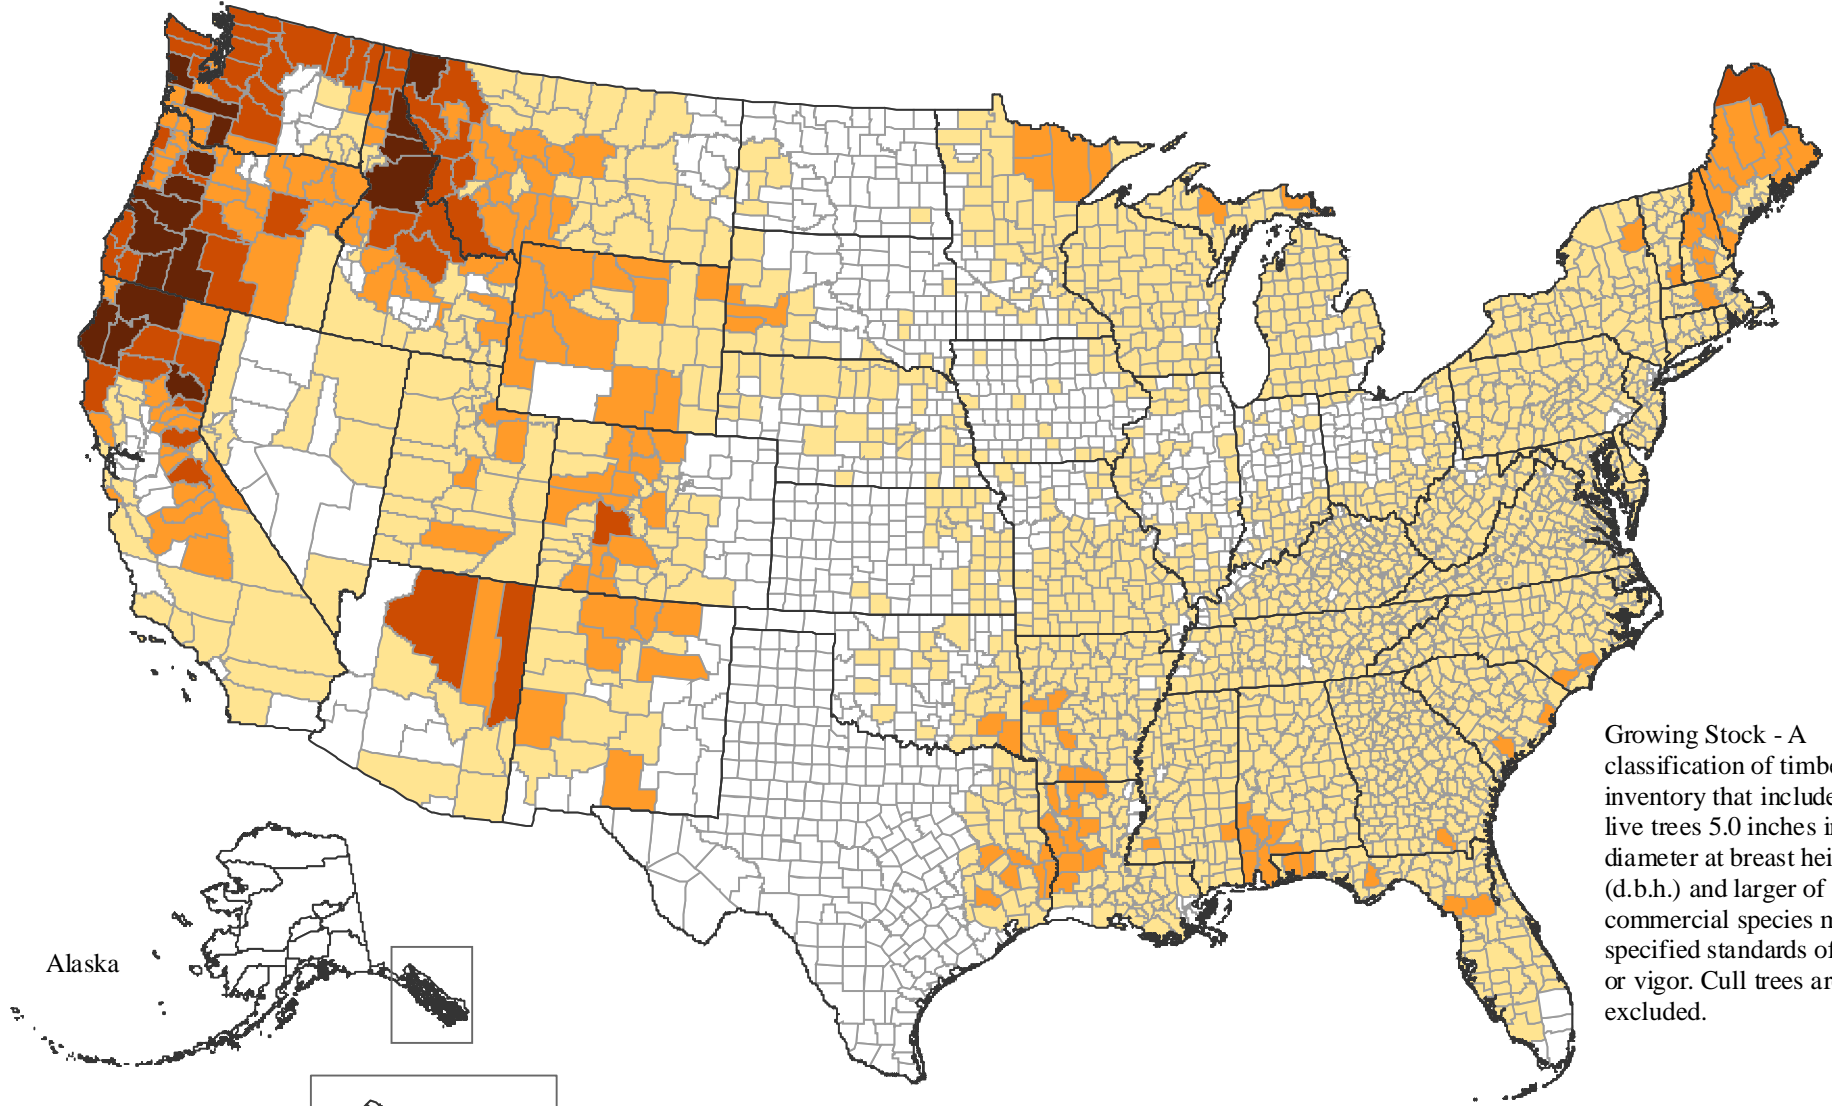 Growing Stock - A
classification of timbe
inventory that include
live trees 5.0 inches i
diameter at breast hei
(d.b.h.) and larger of
commercial species m
specified standards of
or vigor. Cull trees ar
excluded.
Alaska